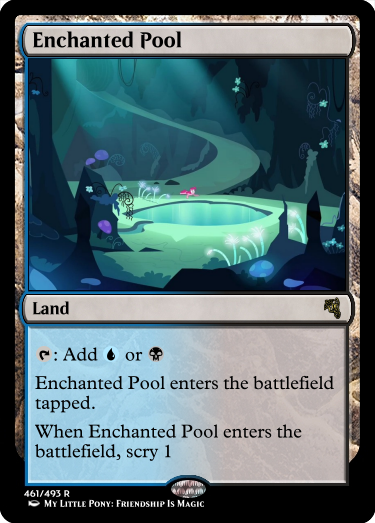 Enchanted Pool
Land
: Add or
Enchanted Pool enters the battlefield
tapped.
When Enchanted Pool enters the
battlefield, scry 1
461/493 R
My Little Pony: Friendship Is Magic